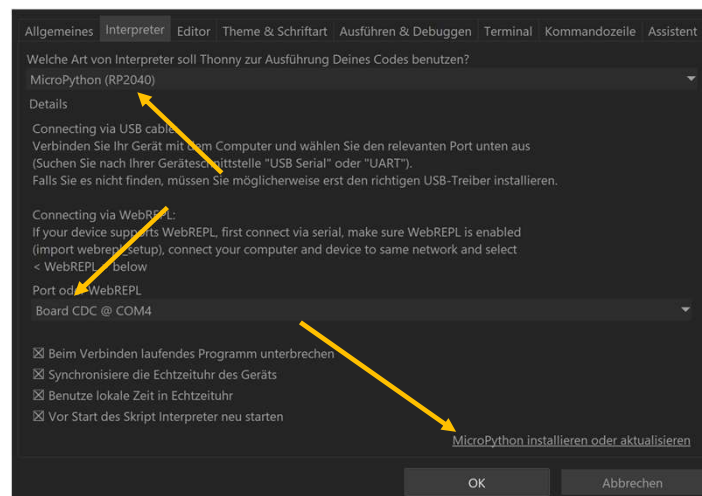 Allgemeines Interpreter Editor Theme & Schriftart Ausführen & Debuggen Terminal Kommandozeile Assistent
Welche Art von Interpreter soll Thonny zur Ausführung Deines Codes benutzen?
MicroPython (RP2040)
Details
Connecting via USB cable
Verbinden Sie Ihr Gerät mit dem Computer und wählen Sie den relevanten Port unten aus
(Suchen Sie nach Ihrer Geräteschnittstelle "USB Serial" oder "UART").
Falls Sie es nicht finden, müssen Sie möglicherweise erst den richtigen USB-Treiber installieren.
Connecting via WebREPL:
If your device supports WebREPL, first connect via serial, make sure WebREPL is enabled
(import webrepl_setup), connect your computer and device to same network and select
< WebREPL > below
Port oder WebREPL
Board CDC @ COM4
Beim Verbinden laufendes Programm unterbrechen
Synchronisiere die Echtzeituhr des Geräts
Benutze lokale Zeit in Echtzeituhr
Vor Start des Skript Interpreter neu starten
MicroPython installieren oder aktualisieren
OK Abbrechen